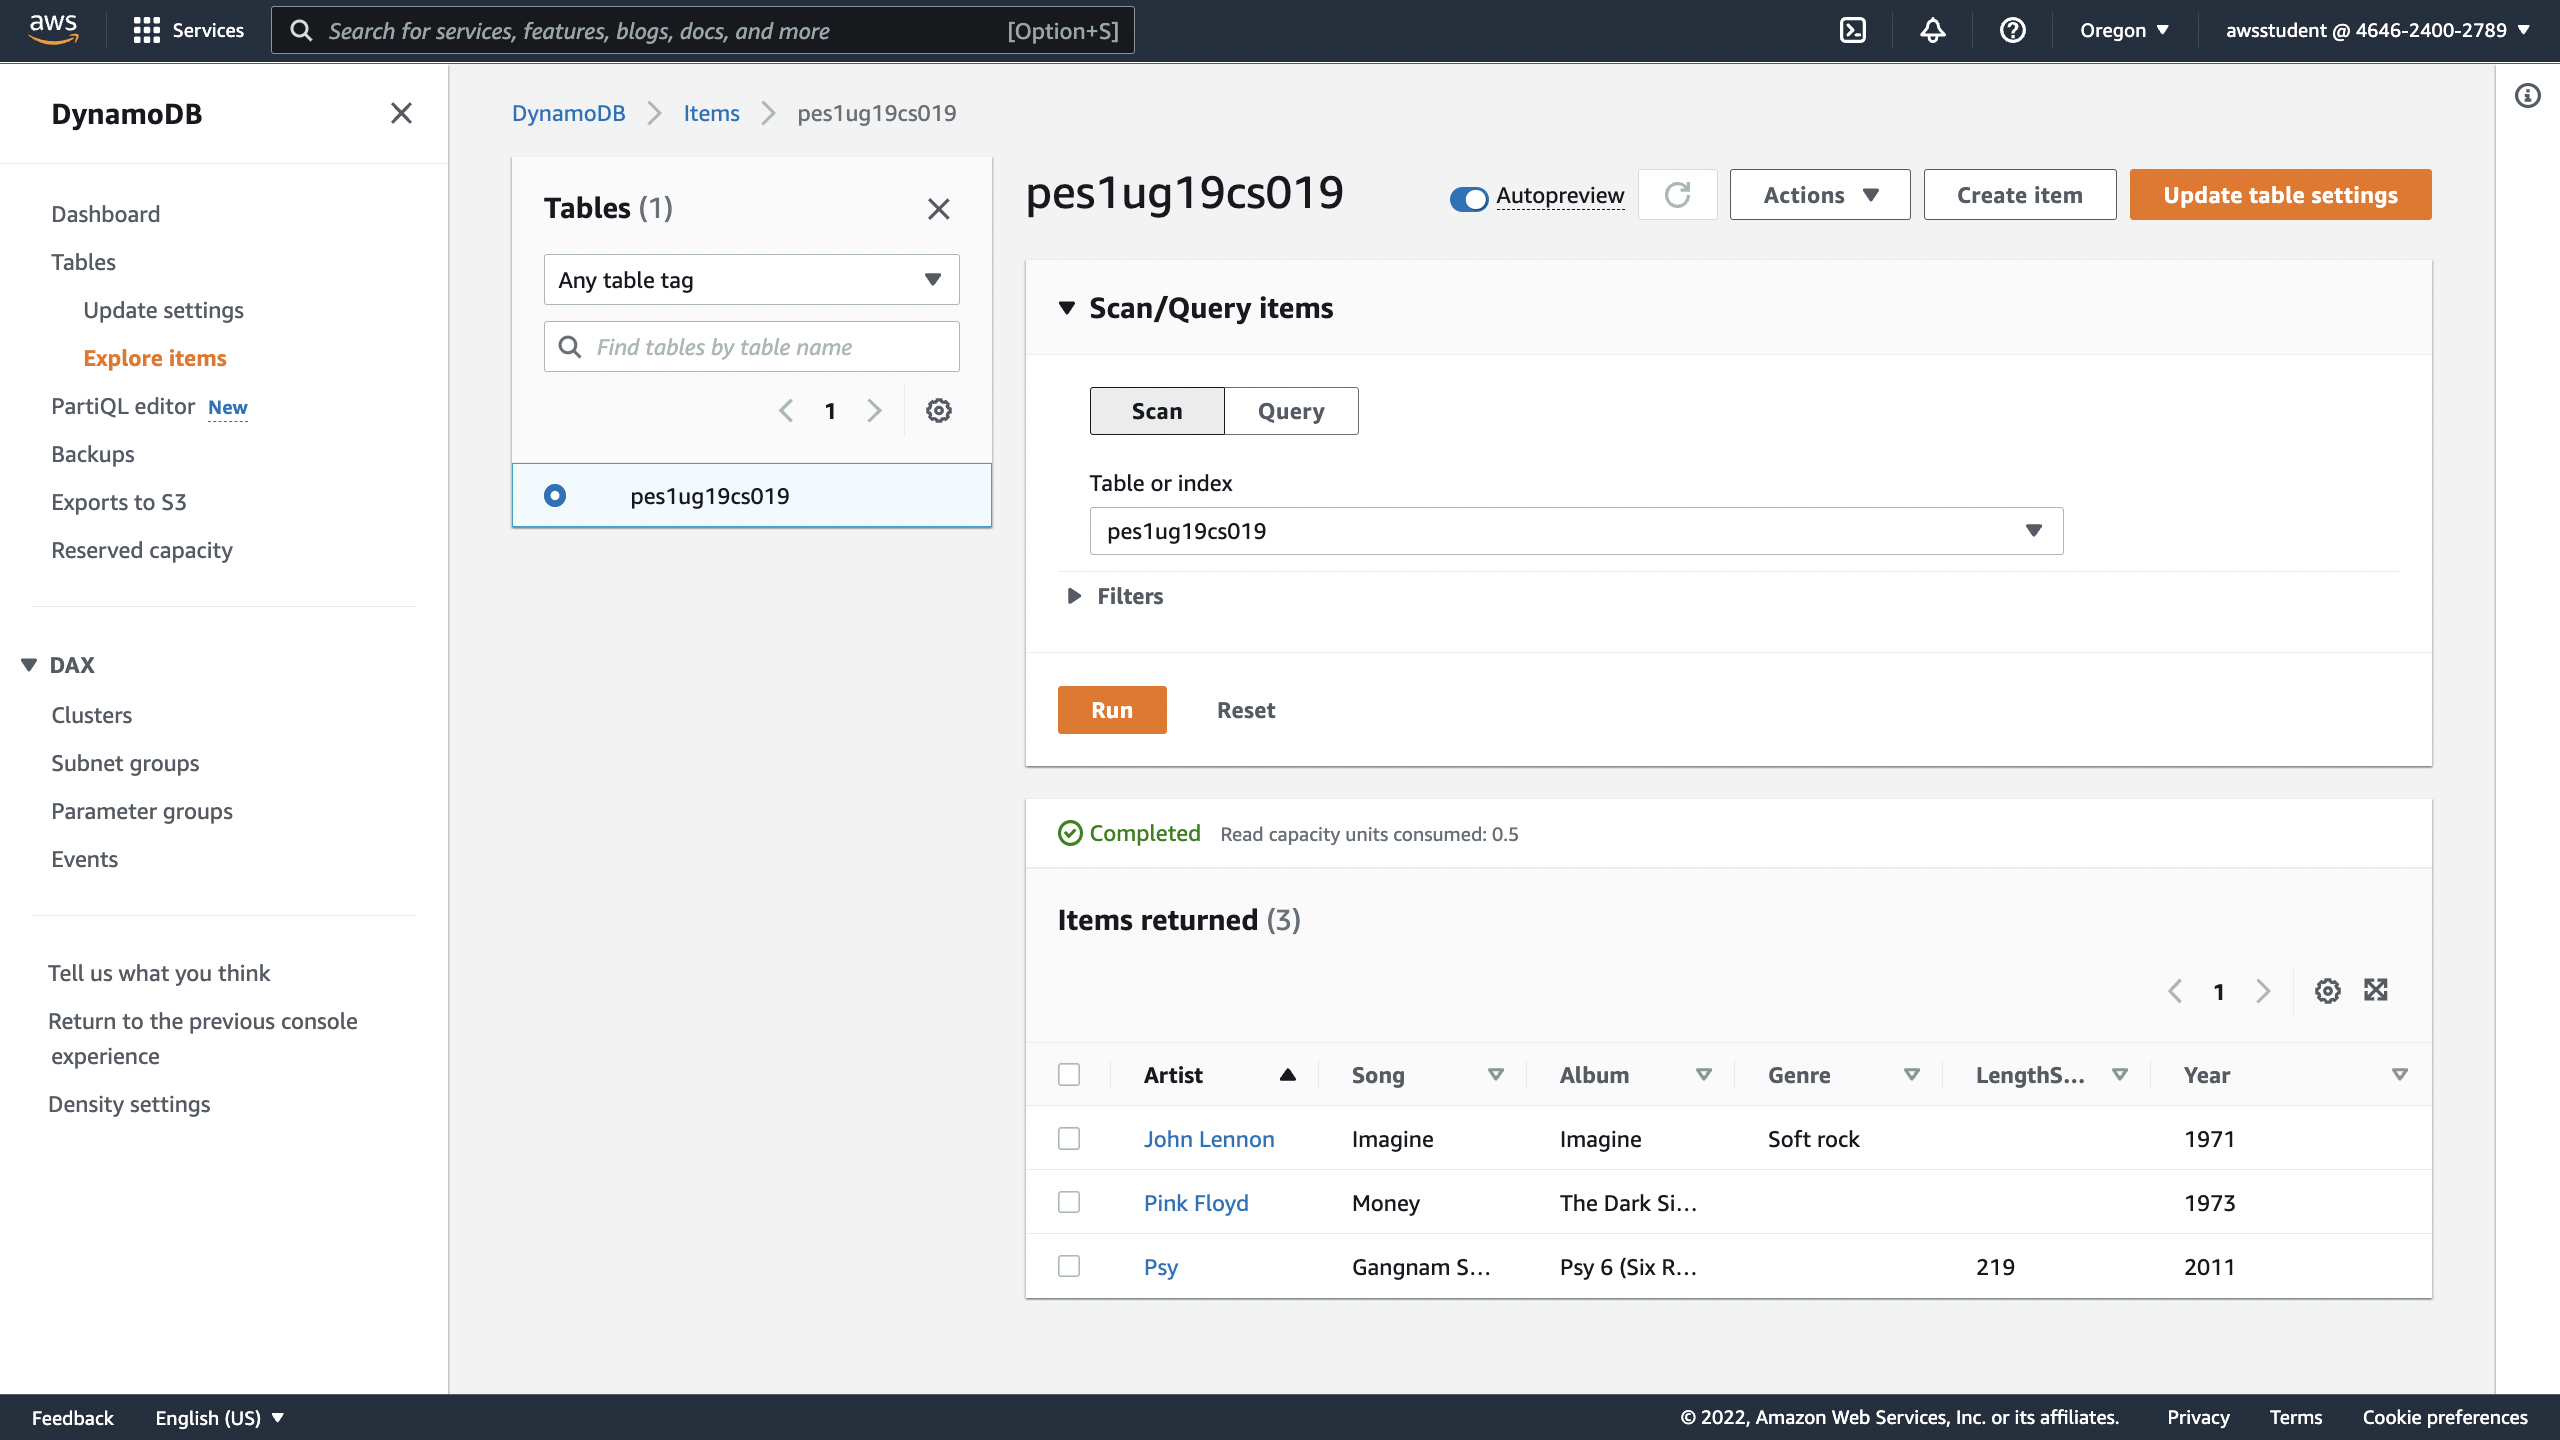 aws
Services
Search for services, features, blogs, docs, and more
[Option+S]
Oregon
awsstudent @ 4646-2400-2789
DynamoDB
Dashboard
Tables
Update settings
Explore items
PartiQL editor New
Backups
Exports to S3
Reserved capacity
DAX
Clusters
Subnet groups
Parameter groups
Events
Tell us what you think
Return to the previous console
experience
Density settings
DynamoDB Items pes1ug19cs019
Tables (1)
Any table tag
Find tables by table name
1
pes1ug19cs019
pes1ug19cs019
Autopreview
Actions
Create item
Update table settings
Scan/Query items
Scan Query
Table or index
pes1ug19cs019
Filters
Run Reset
Completed Read capacity units consumed: 0.5
Items returned (3)
1
Artist Song Album Genre LengthS... Year
John Lennon Imagine Imagine Soft rock 1971
Pink Floyd Money The Dark Si... 1973
Psy Gangnam S... Psy 6 (Six R... 219 2011
Feedback English (US) © 2022, Amazon Web Services, Inc. or its affiliates. Privacy Terms Cookie preferences